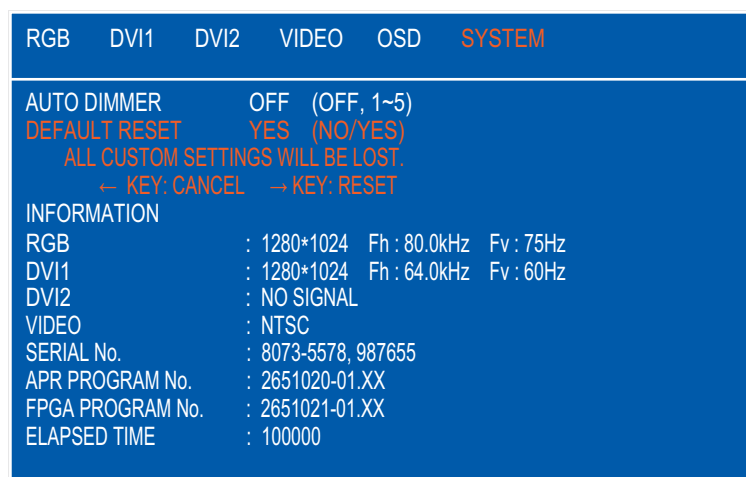 RGB DVI1 DVI2 VIDEO OSD SYSTEM
AUTO DIMMER OFF (OFF, 1~5)
DEFAULT RESET YES (NO/YES)
ALL CUSTOM SETTINGS WILL BE LOST.
← KEY: CANCEL → KEY: RESET
INFORMATION
RGB : 1280*1024 Fh : 80.0kHz Fv : 75Hz
DVI1 : 1280*1024 Fh : 64.0kHz Fv : 60Hz
DVI2 : NO SIGNAL
VIDEO : NTSC
SERIAL No. : 8073-5578, 987655
APR PROGRAM No. : 2651020-01.XX
FPGA PROGRAM No. : 2651021-01.XX
ELAPSED TIME : 100000